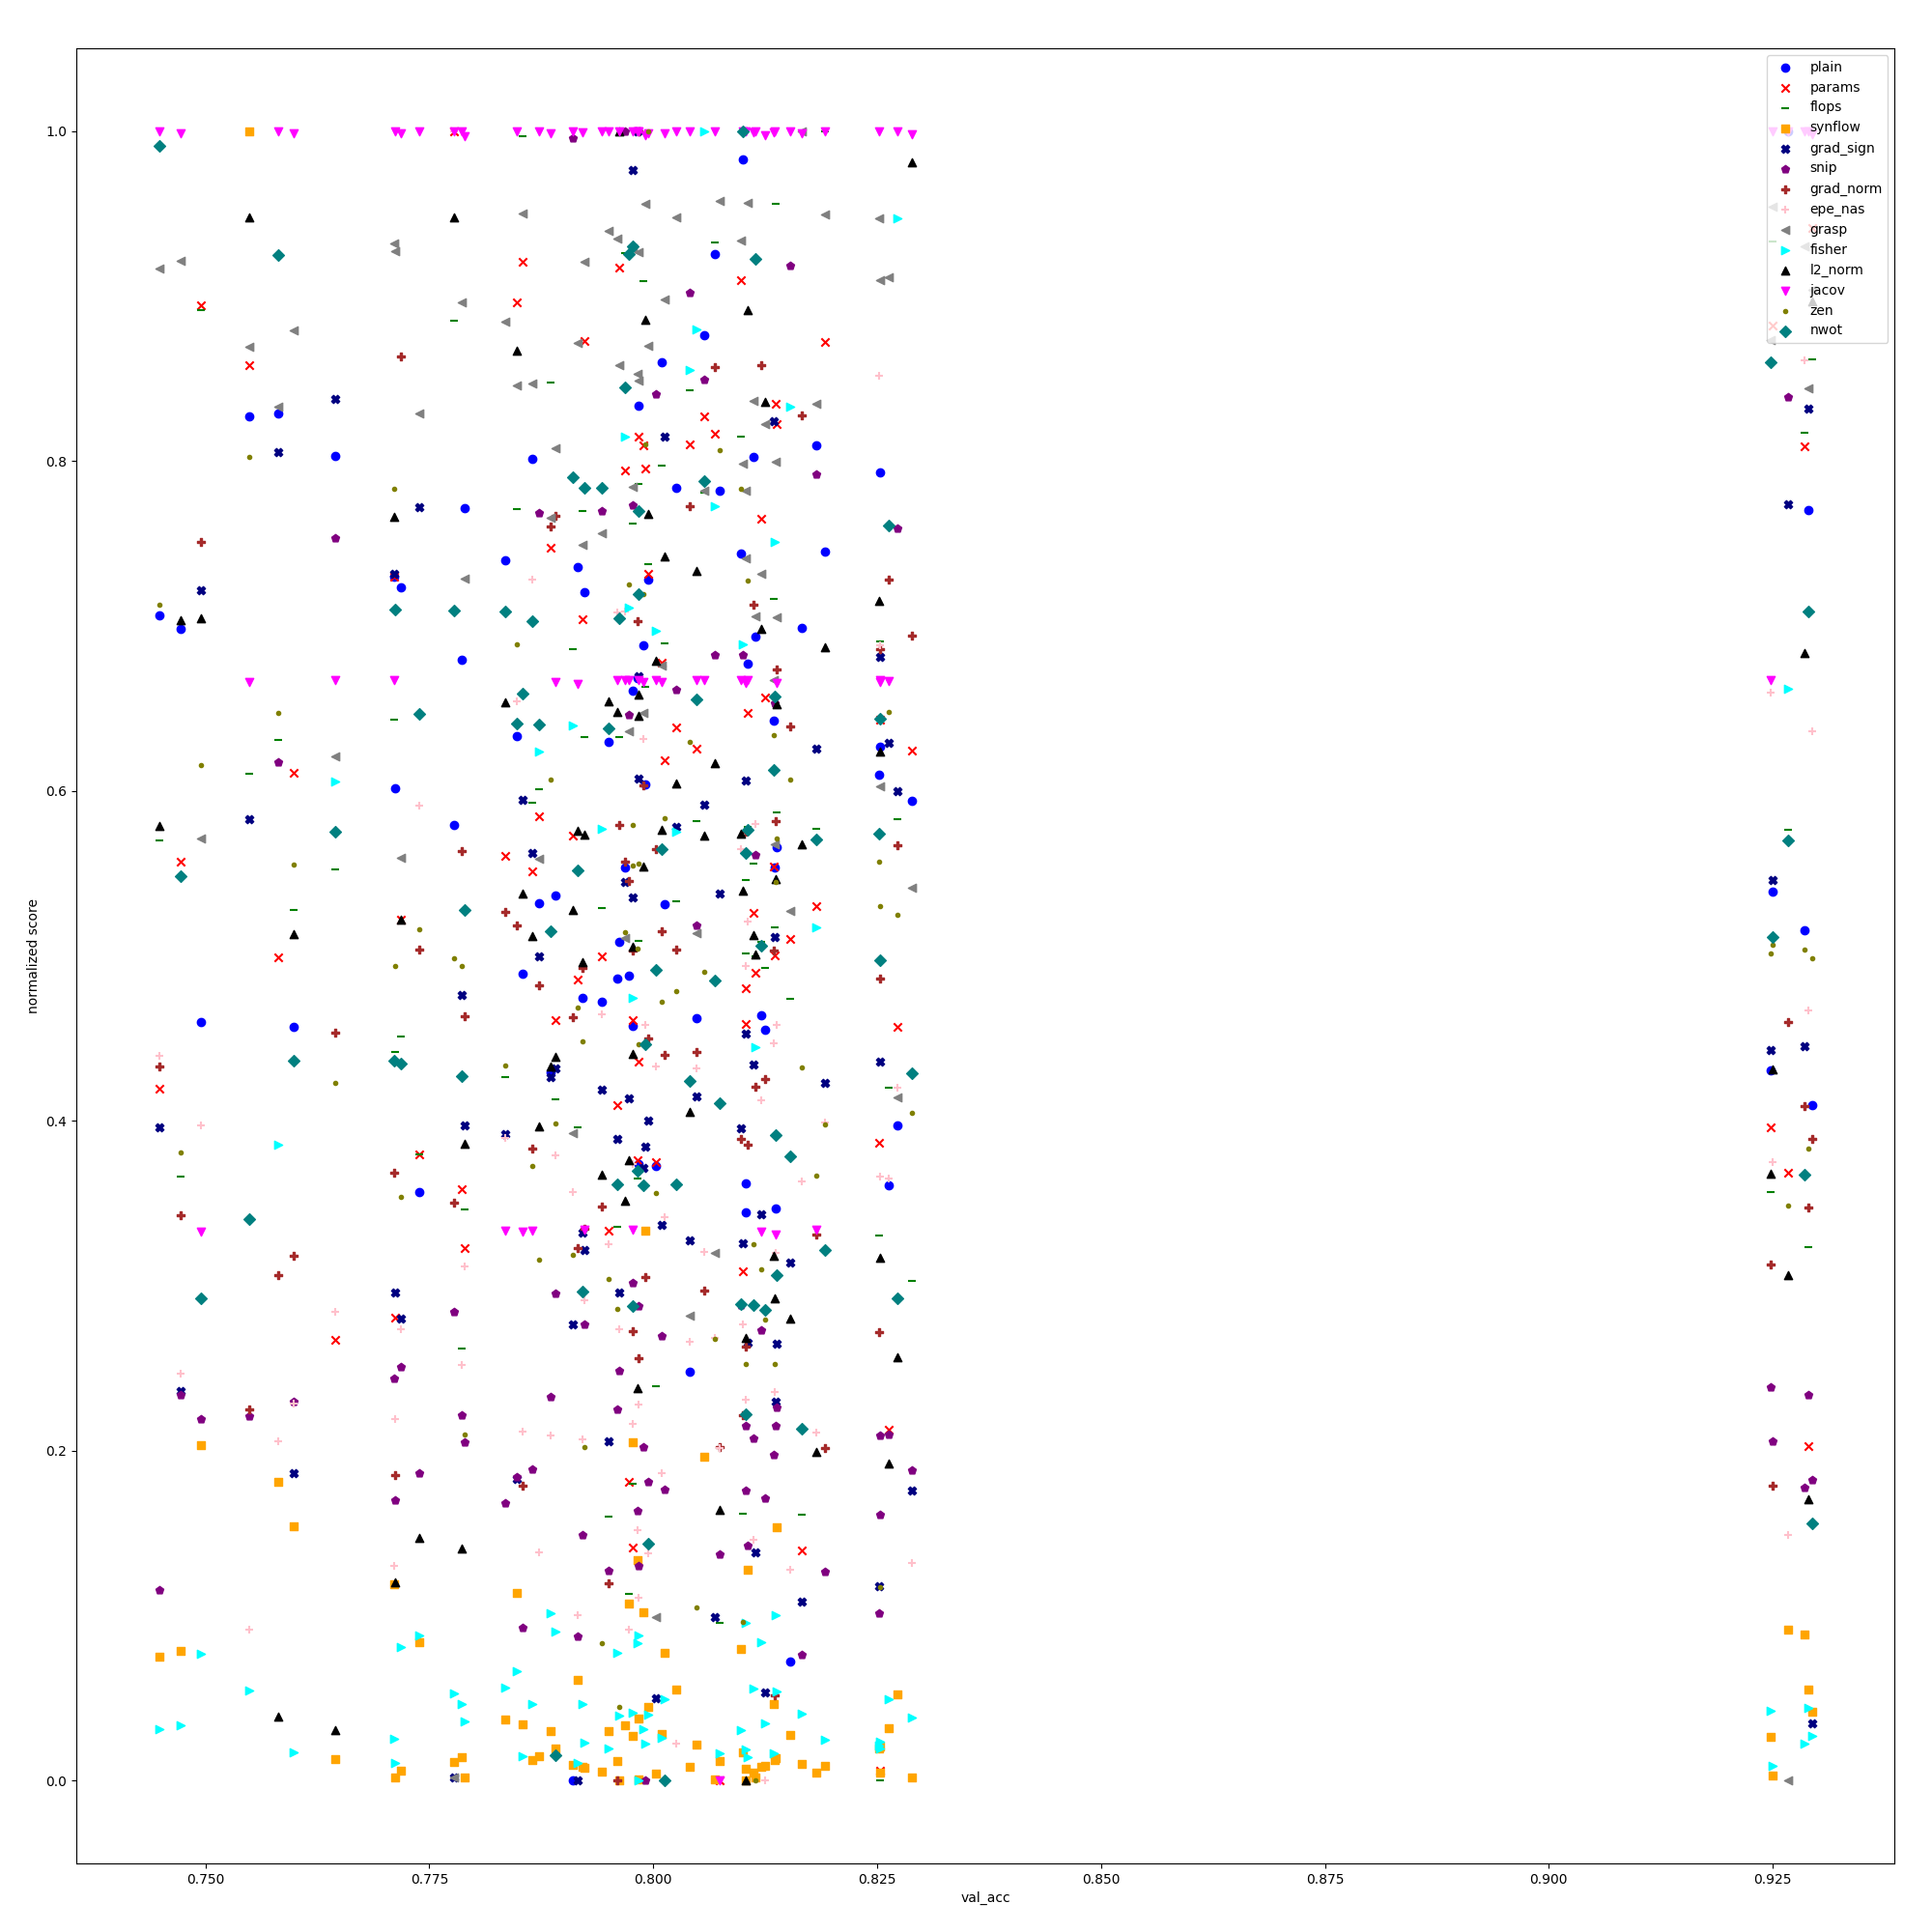 plain
params
flops
synflow
grad_sign
snip
grad_norm
epe_nas
grasp
fisher
l2_norm
jacov
zen
nwot
1.0
0.8
0.6
0.4
0.2
0.0
normalized score
0.750
0.775
0.800
0.825
0.850
0.875
0.900
0.925
val_acc